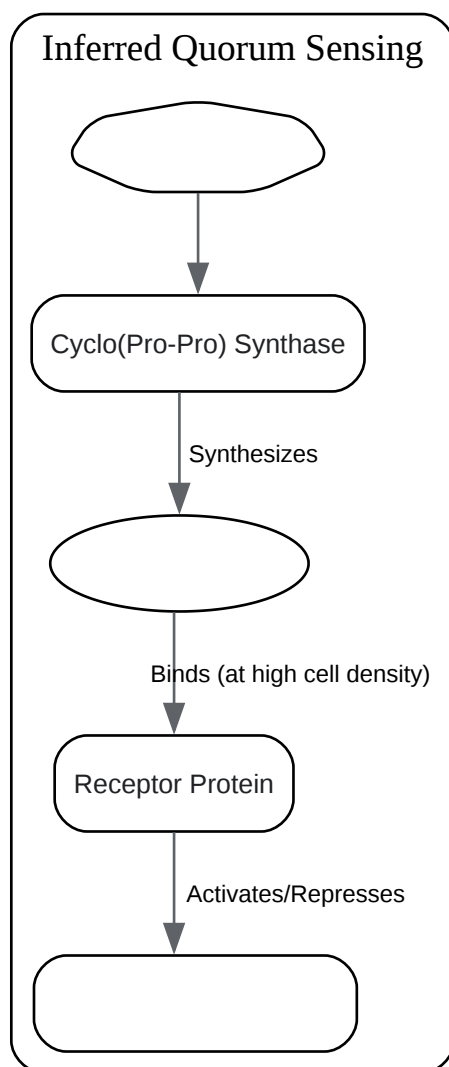 Inferred Quorum Sensing
Cyclo(Pro-Pro) Synthase
Synthesizes
Binds (at high cell density)
Receptor Protein
Activates/Represses